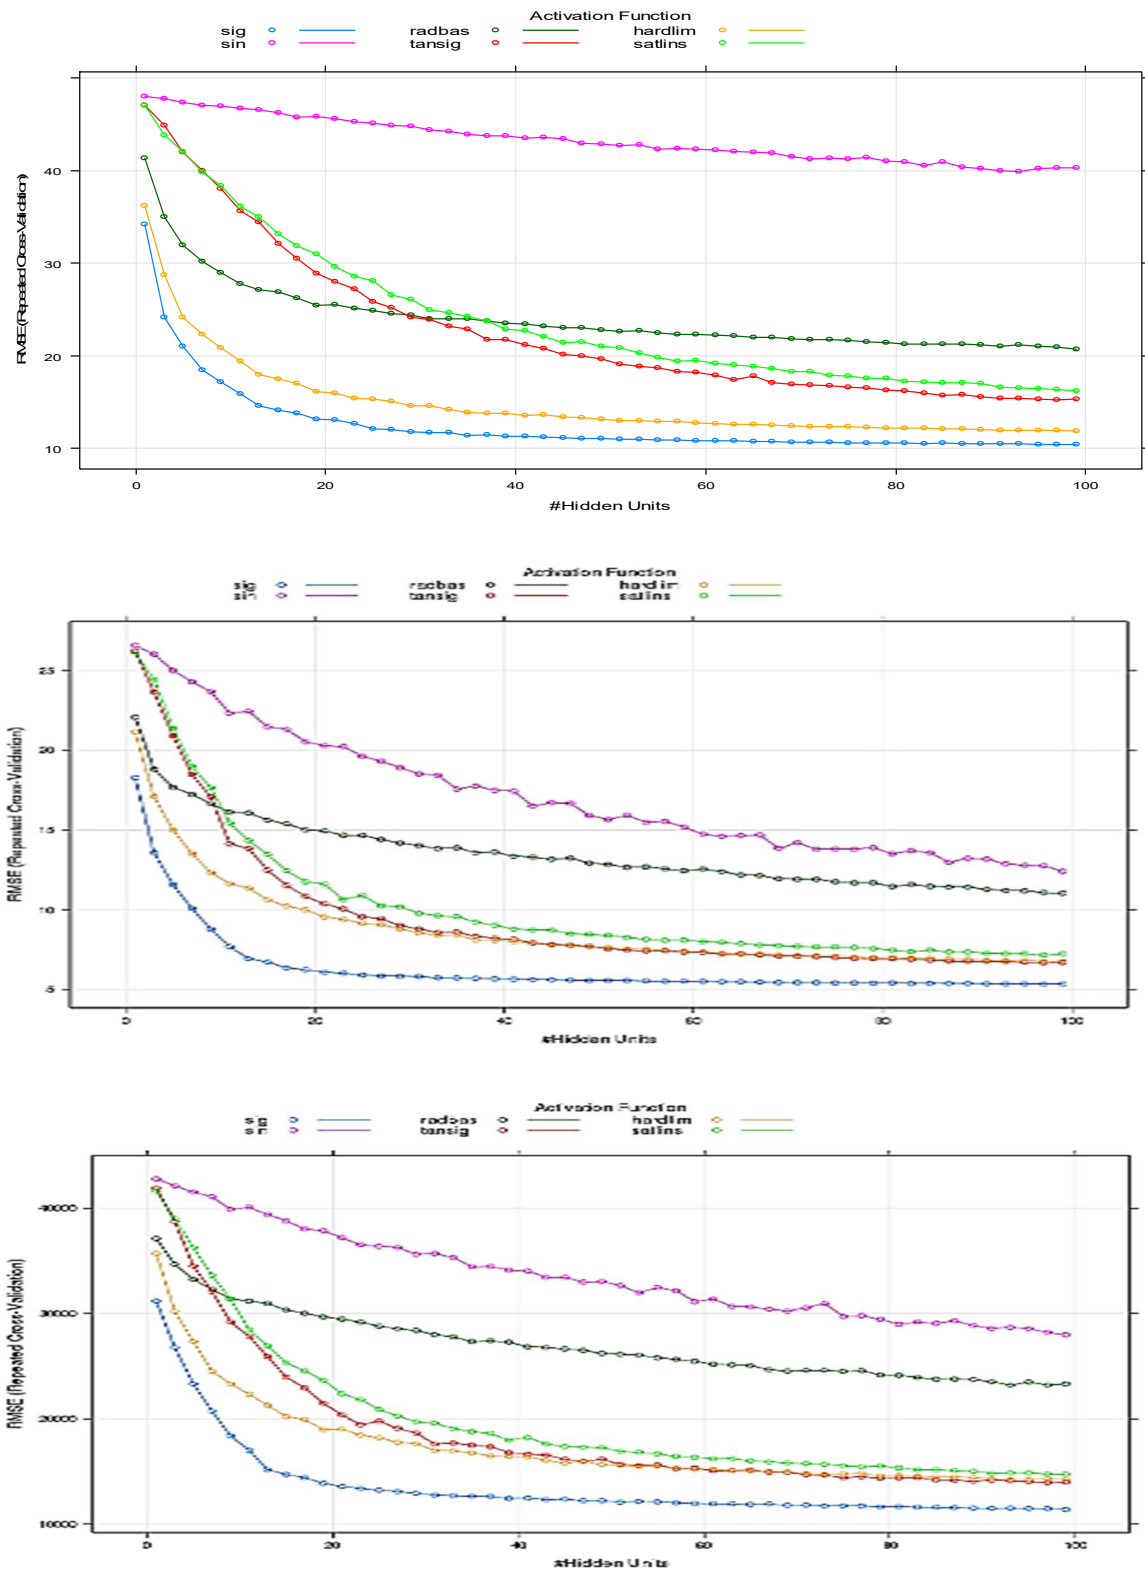 Activation Function
sig radbas hardlim
sin tansig satlins
RMSE (Repeated Cross-Validation)
40
30
20
10
0 20 40 60 80 100
#Hidden Units
Activation Function
sig radbas hardlim
sin tansig satlins
RMSE (Repeated Cross-Validation)
25
20
15
10
5
0 20 40 60 80 100
#Hidden Units
Activation Function
sig radbas hardlim
sin tansig satlins
RMSE (Repeated Cross-Validation)
40000
30000
20000
10000
0 20 40 60 80 100
#Hidden Units